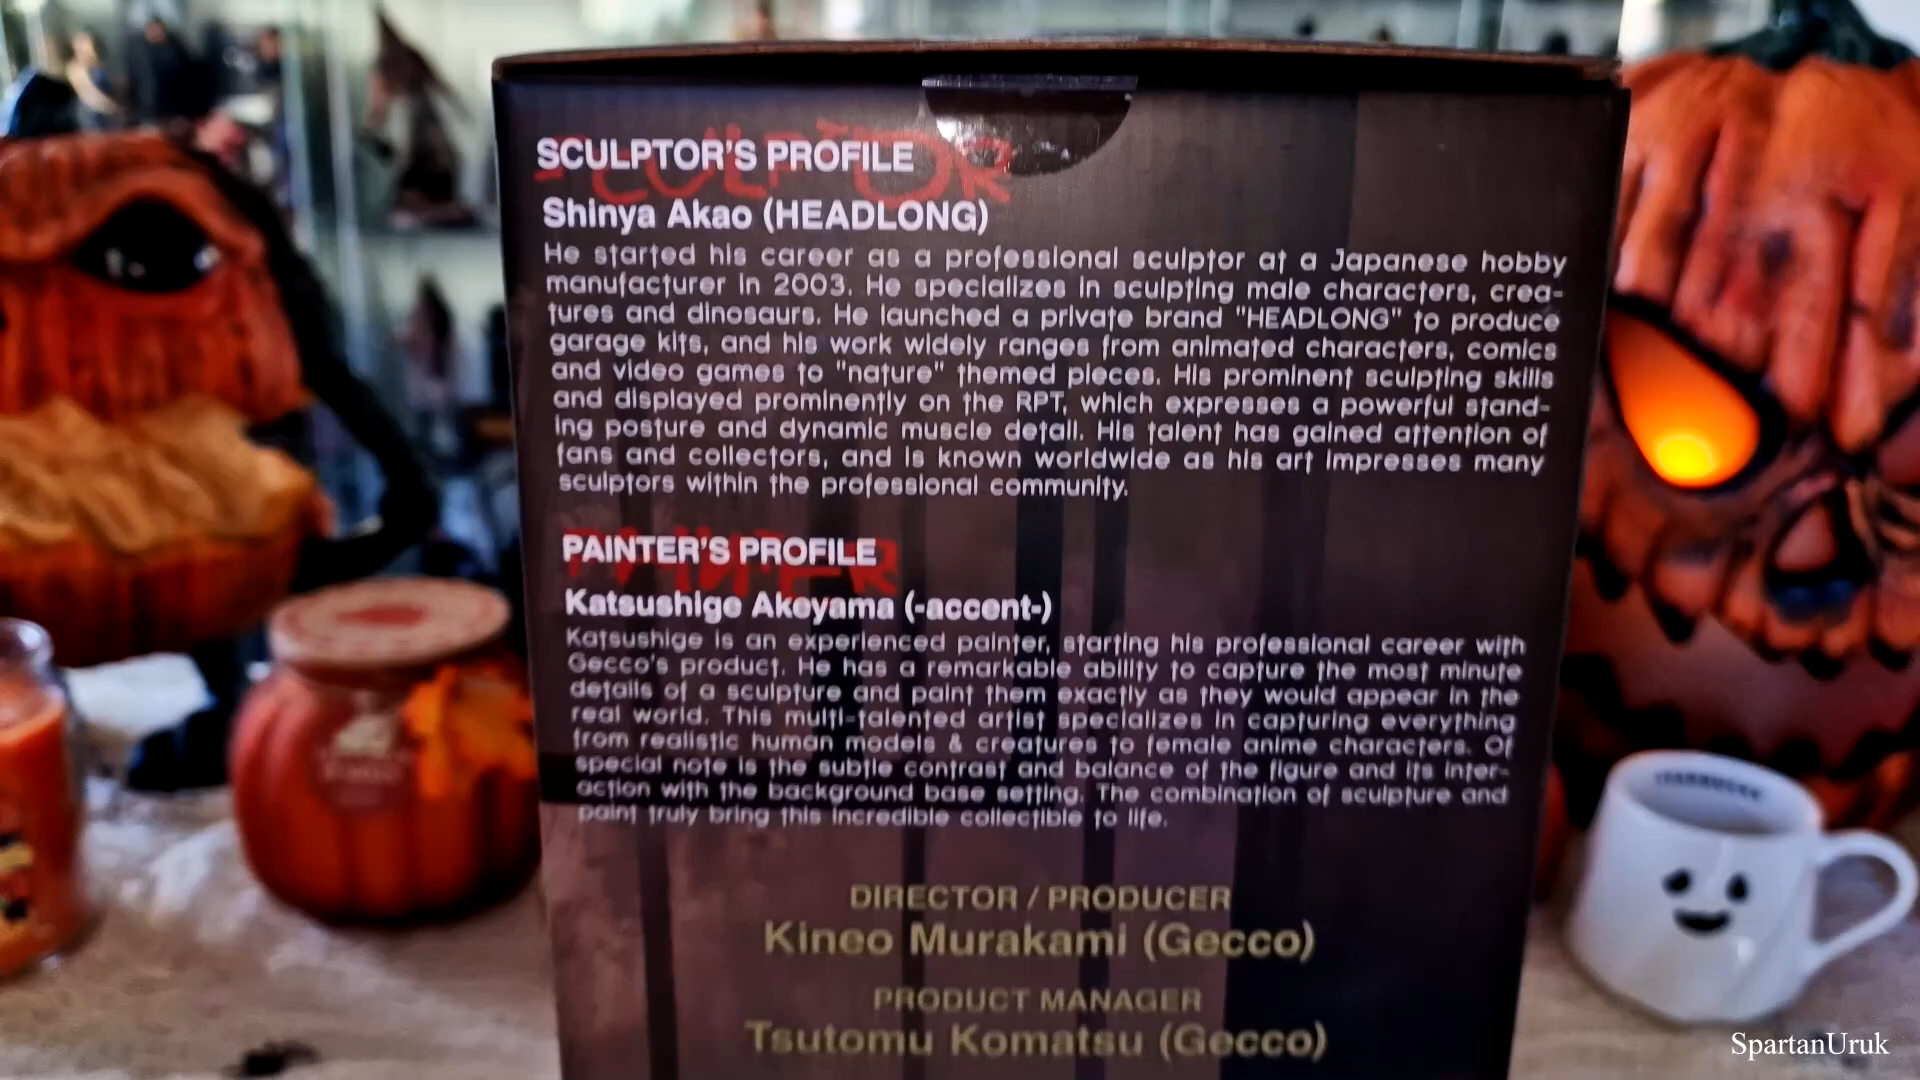 SCULPTOR'S PROFILE
SCULPTOR
Shinya Akao (HEADLONG)
He started his career as a professional sculptor at a Japanese hobby
manufacturer in 2003. He specializes in sculpting male characters, crea-
tures and dinosaurs. He launched a private brand "HEADLONG" to produce
garage kits, and his work widely ranges from animated characters, comics
and video games to "nature" themed pieces. His prominent sculpting skills
and displayed prominently on the RPT, which expresses a powerful stand-
ing posture and dynamic muscle detail. His talent has gained attention of
fans and collectors, and is known worldwide as his art impresses many
sculptors within the professional community.
PAINTER'S PROFILE
PAINTER
Katsushige Akeyama (-accent-)
Katsushige is an experienced painter, starting his professional career with
Gecco's product. He has a remarkable ability to capture the most minute
details of a sculpture and paint them exactly as they would appear in the
real world. This multi-talented artist specializes in capturing everything
from realistic human models & creatures to female anime characters. Of
special note is the subtle contrast and balance of the figure and its inter-
action with the background base setting. The combination of sculpture and
paint truly bring this incredible collectible to life.
DIRECTOR / PRODUCER
Kineo Murakami (Gecco)
PRODUCT MANAGER
Tsutomu Komatsu (Gecco)
SpartanUruk